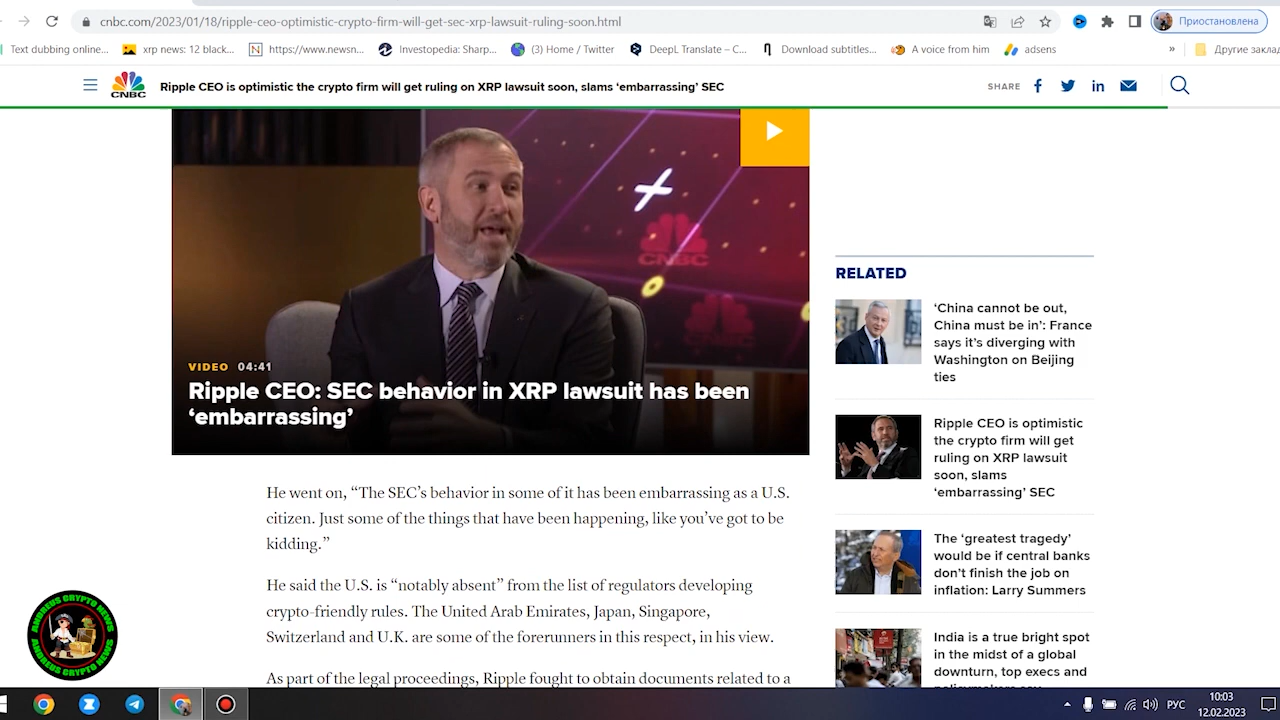 cnbc.com/2023/01/18/ripple-ceo-optimistic-crypto-firm-will-get-sec-xrp-lawsuit-ruling-soon.html
Приостановлена
Text dubbing online...
xrp news: 12 black...
https://www.newsn...
Investopedia: Sharp...
(3) Home / Twitter
DeepL Translate – C...
Download subtitles...
A voice from him
adsens
»
Другие закла
CNBC
Ripple CEO is optimistic the crypto firm will get ruling on XRP lawsuit soon, slams ‘embarrassing’ SEC
SHARE
CNBC
VIDEO 04:41
Ripple CEO: SEC behavior in XRP lawsuit has been
‘embarrassing’
He went on, “The SEC’s behavior in some of it has been embarrassing as a U.S.
citizen. Just some of the things that have been happening, like you’ve got to be
kidding.”
He said the U.S. is “notably absent” from the list of regulators developing
crypto-friendly rules. The United Arab Emirates, Japan, Singapore,
Switzerland and U.K. are some of the forerunners in this respect, in his view.
As part of the legal proceedings, Ripple fought to obtain documents related to a
RELATED
‘China cannot be out,
China must be in’: France
says it’s diverging with
Washington on Beijing
ties
Ripple CEO is optimistic
the crypto firm will get
ruling on XRP lawsuit
soon, slams
‘embarrassing’ SEC
The ‘greatest tragedy’
would be if central banks
don’t finish the job on
inflation: Larry Summers
India is a true bright spot
in the midst of a global
downturn, top execs and
ANDREUS CRYPTO NEWS
ANDREUS CRYPTO NEWS
РУС
10:03
12.02.2023